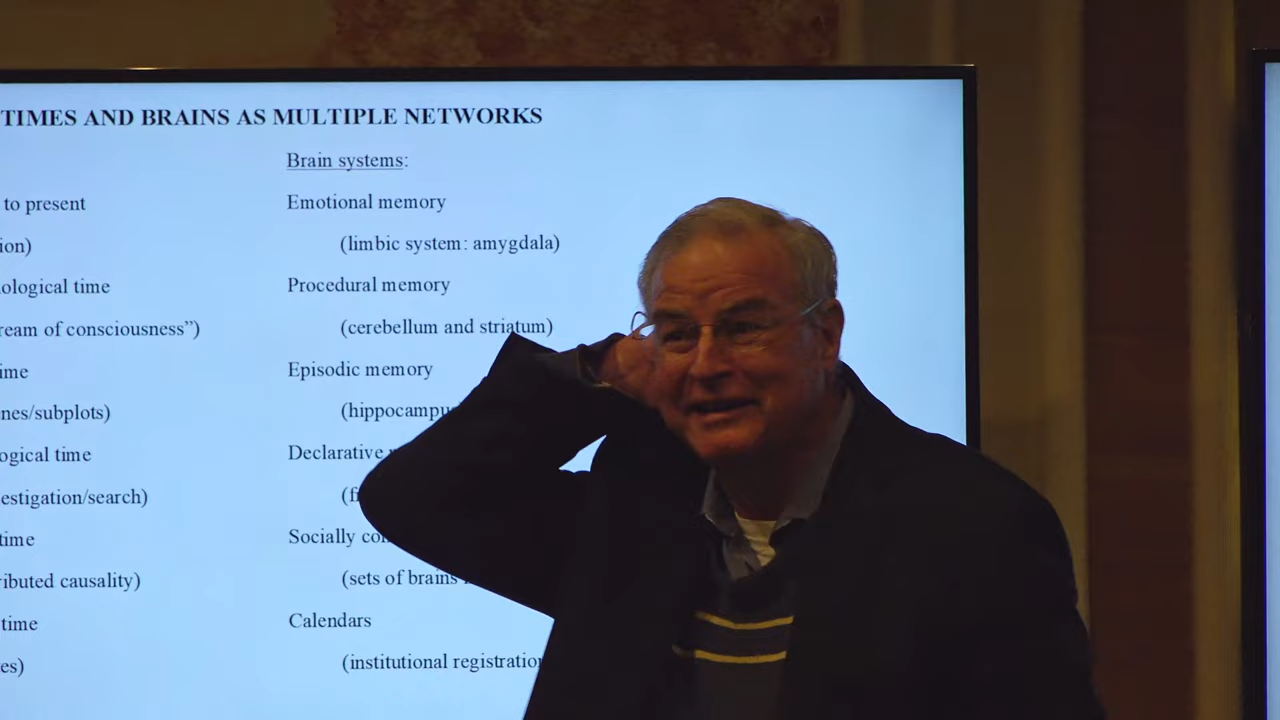 TIMES AND BRAINS AS MULTIPLE NETWORKS
Brain systems:
to present
Emotional memory
ion)
(limbic system: amygdala)
ological time
Procedural memory
ream of consciousness”)
(cerebellum and striatum)
ime
Episodic memory
nes/subplots)
(hippocampu
ogical time
Declarative
estigation/search)
(f
time
Socially co
ributed causality)
(sets of brains
time
Calendars
es)
(institutional registratio